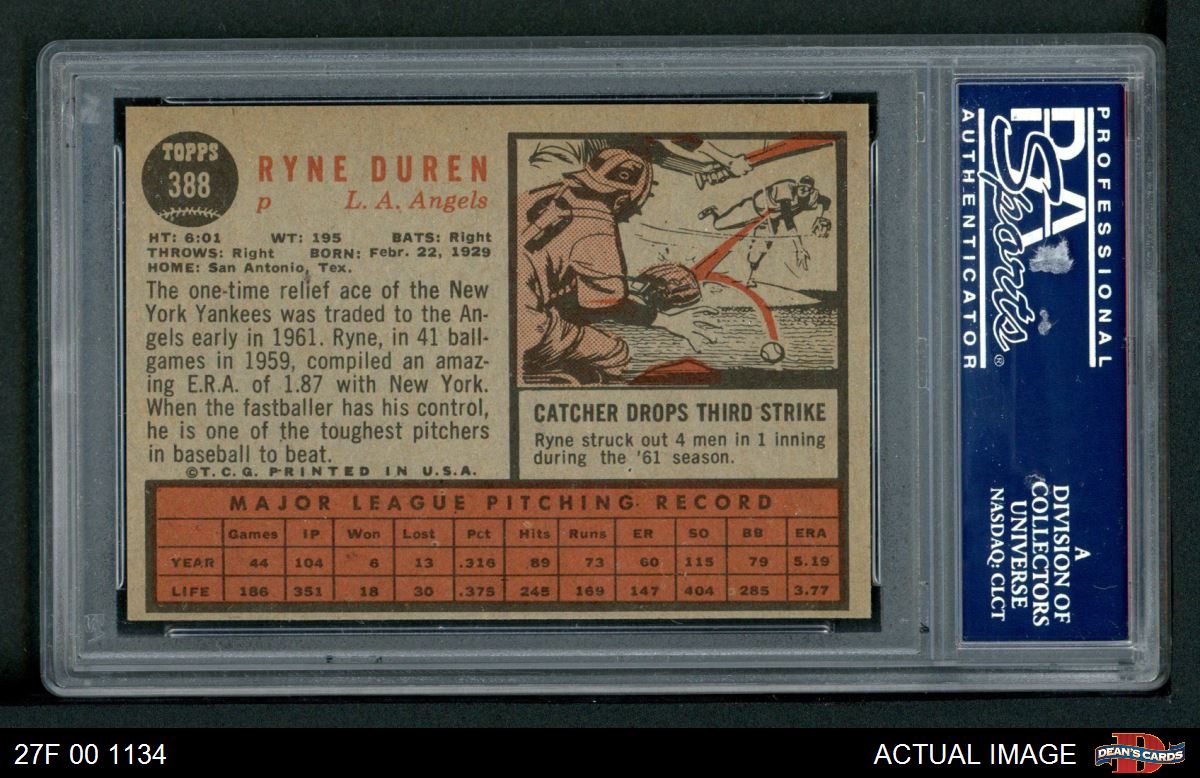 TOPPS
388
RYNE DUREN
p L. A. Angels
HT: 6:01 WT: 195 BATS: Right
THROWS: Right BORN: Febr. 22, 1929
HOME: San Antonio, Tex.
The one-time relief ace of the New
York Yankees was traded to the An-
gels early in 1961. Ryne, in 41 ball-
games in 1959, compiled an amaz-
ing E.R.A. of 1.87 with New York.
When the fastballer has his control,
he is one of the toughest pitchers
in baseball to beat.
©T. C. G. PRINTED IN U.S.A.
CATCHER DROPS THIRD STRIKE
Ryne struck out 4 men in 1 inning
during the '61 season.
MAJOR LEAGUE PITCHING RECORD
Games IP Won Lost Pct Hits Runs ER SO BB ERA
YEAR 44 104 6 13 .316 89 73 60 115 79 5.19
LIFE 186 351 18 30 .375 245 169 147 404 285 3.77
PROFESSIONAL
PSA
Sports®
AUTHENTICATOR
A
DIVISION OF
COLLECTORS
UNIVERSE
NASDAQ: CLCT
27F 00 1134
ACTUAL IMAGE
DEAN'S CARDS